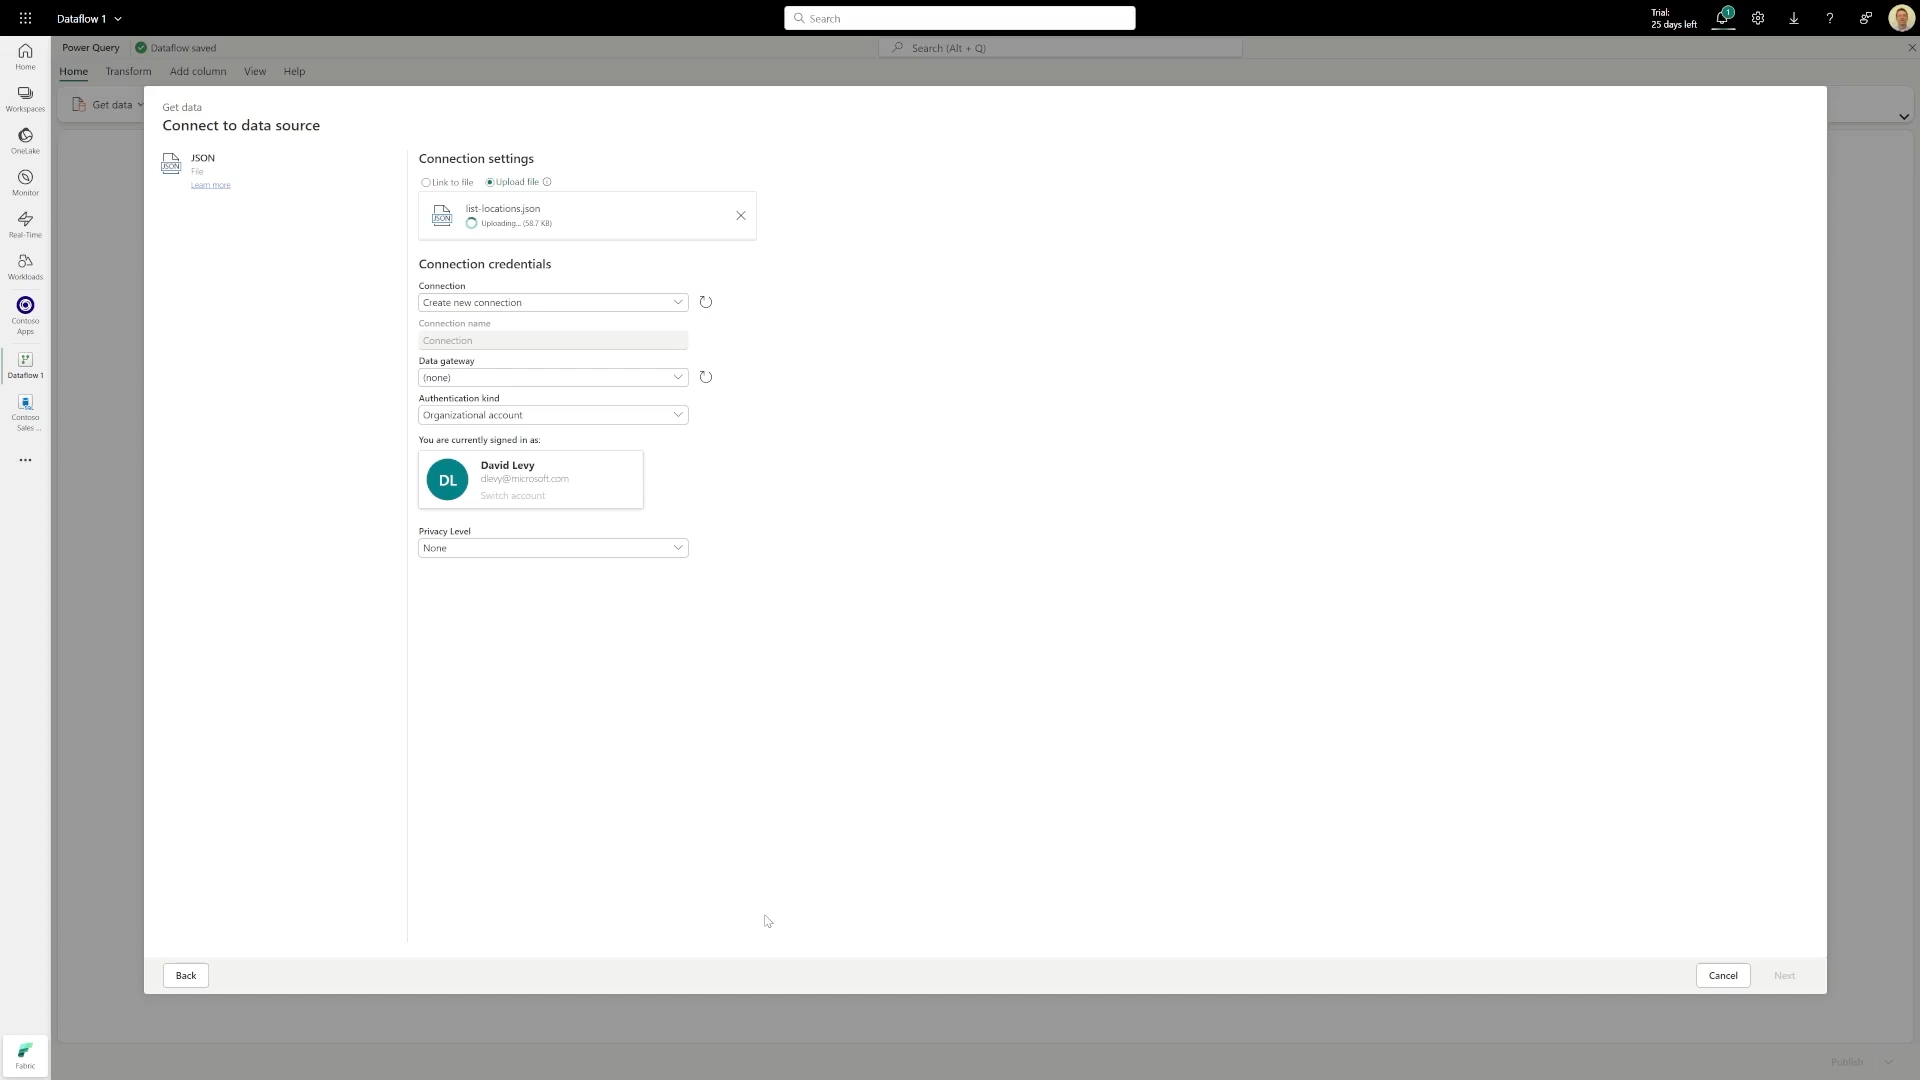 Dataflow 1
Search
Trial:
25 days left
1
Power Query
Dataflow saved
Search (Alt + Q)
Home
Transform
Add column
View
Help
Get data
Home
Workspaces
OneLake
Monitor
Real-Time
Workloads
Contoso
Apps
Dataflow 1
Contoso
Sales ...
Fabric
Get data
Connect to data source
JSON
JSON
File
Learn more
Connection settings
Link to file
Upload file
JSON
list-locations.json
Uploading... (58.7 KB)
Connection credentials
Connection
Create new connection
Connection name
Connection
Data gateway
(none)
Authentication kind
Organizational account
You are currently signed in as:
DL
David Levy
dlevy@microsoft.com
Switch account
Privacy Level
None
Back
Cancel
Next
Publish